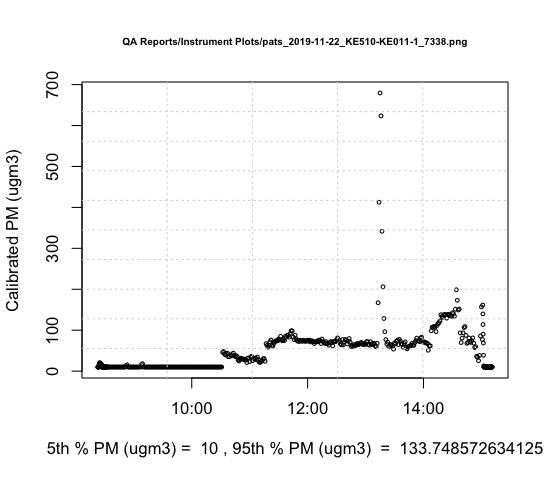 QA Reports/Instrument Plots/pats_2019-11-22_KE510-KE011-1_7338.png
Calibrated PM (ugm3)
700
500
300
100
0
10:00 12:00 14:00
5th % PM (ugm3) = 10 , 95th % PM (ugm3) = 133.748572634125